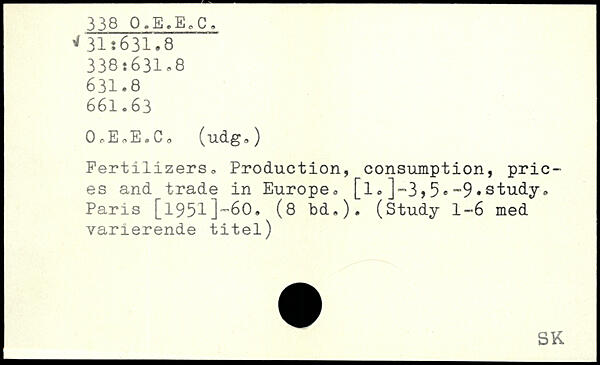 338 O.E.E.C.
✓ 31:631.8
338:631.8
631.8
661.63
O.E.E.C. (udg.)
Fertilizers. Production, consumption, pric-
es and trade in Europe. [1.]-3,5.-9.study.
Paris [1951]-60. (8 bd.). (Study 1-6 med
varierende titel)
SK